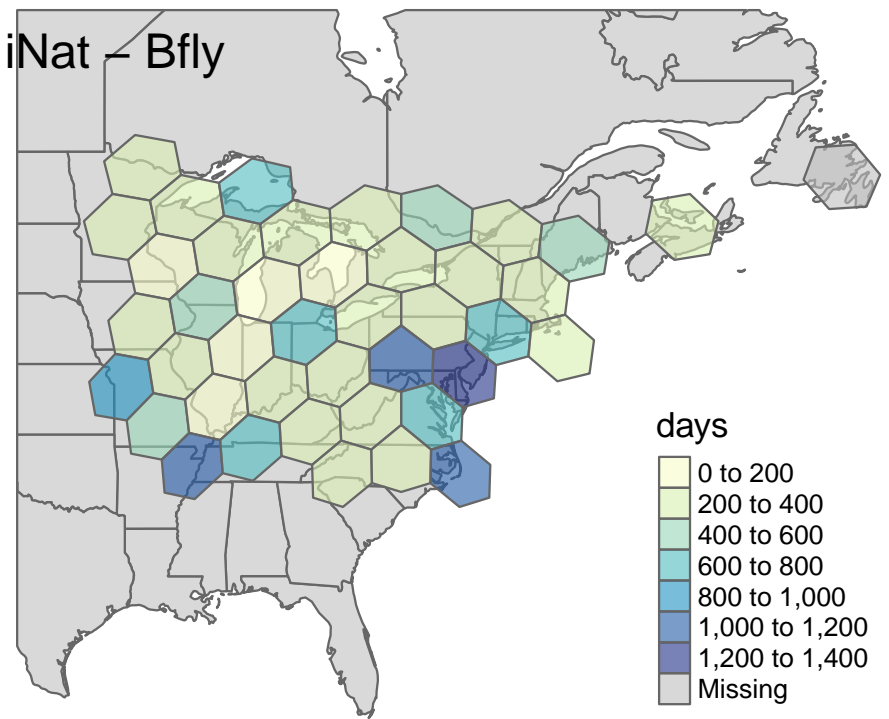 iNat – Bfly
days
0 to 200
200 to 400
400 to 600
600 to 800
800 to 1,000
1,000 to 1,200
1,200 to 1,400
Missing